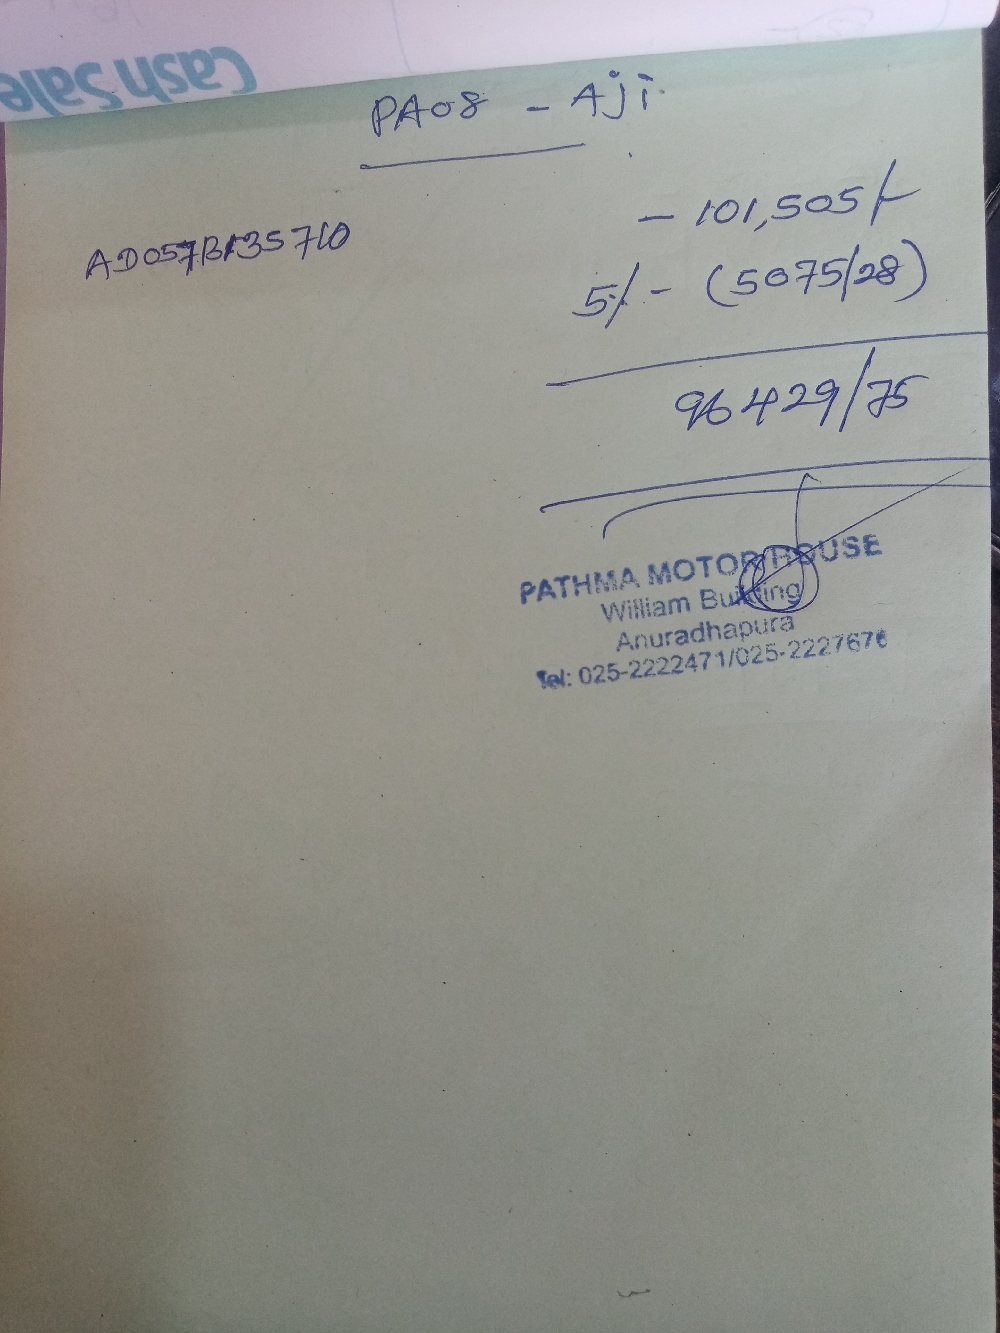 Cash Sale
PA08 - Aji
- 101,505/-
AD057B135710
5% - (5075/28)
96429/75
PATHMA MOTOR HOUSE
William Building
Anuradhapura
Tel: 025-2222471/025-2227676